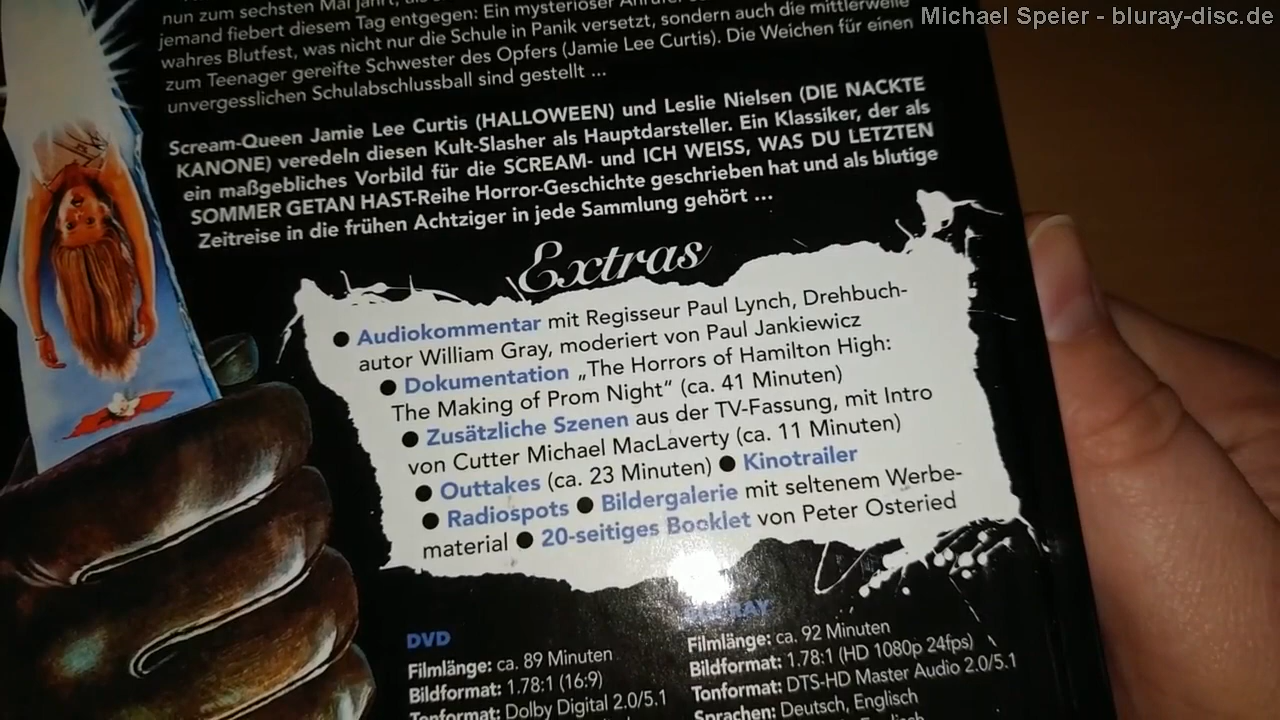 Michael Speier - bluray-disc.de
nun zum sechsten Mal jährt,
jemand fiebert diesem Tag entgegen: Ein mysteriöser
wahres Blutfest, was nicht nur die Schule in Panik versetzt, sondern auch die mittlerweile
zum Teenager gereifte Schwester des Opfers (Jamie Lee Curtis). Die Weichen für einen
unvergesslichen Schulabschlussball sind gestellt ...
Scream-Queen Jamie Lee Curtis (HALLOWEEN) und Leslie Nielsen (DIE NACKTE
KANONE) veredeln diesen Kult-Slasher als Hauptdarsteller. Ein Klassiker, der als
ein maßgebliches Vorbild für die SCREAM- und ICH WEISS, WAS DU LETZTEN
SOMMER GETAN HAST-Reihe Horror-Geschichte geschrieben hat und als blutige
Zeitreise in die frühen Achtziger in jede Sammlung gehört ...
Extras
● Audiokommentar mit Regisseur Paul Lynch, Drehbuch-
autor William Gray, moderiert von Paul Jankiewicz
● Dokumentation „The Horrors of Hamilton High:
The Making of Prom Night" (ca. 41 Minuten)
● Zusätzliche Szenen aus der TV-Fassung, mit Intro
von Cutter Michael MacLaverty (ca. 11 Minuten)
● Outtakes (ca. 23 Minuten) ● Kinotrailer
● Radiospots ● Bildergalerie mit seltenem Werbe-
material ● 20-seitiges Booklet von Peter Osteried
DVD
Filmlänge: ca. 89 Minuten
Bildformat: 1.78:1 (16:9)
Tonformat: Dolby Digital 2.0/5.1
Filmlänge: ca. 92 Minuten
Bildformat: 1.78:1 (HD 1080p 24fps)
Tonformat: DTS-HD Master Audio 2.0/5.1
Sprachen: Deutsch, Englisch